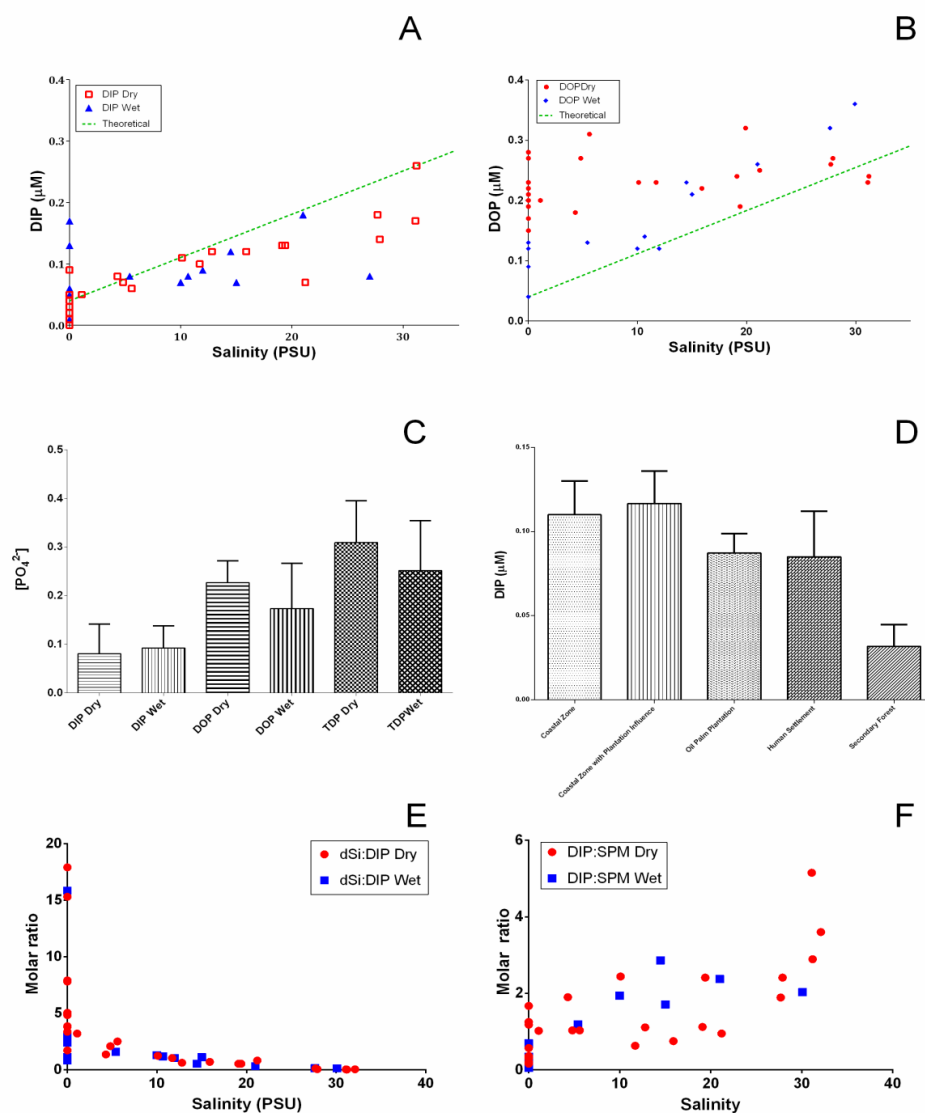 A
B
0.4
DIP Dry
DIP Wet
Theoretical
0.3
0.2
0.1
0.0
DIP (µM)
0 10 20 30
Salinity (PSU)
0.4
DOPDry
DOP Wet
Theoretical
0.3
0.2
0.1
0.0
DOP (µM)
0 10 20 30
Salinity (PSU)
C
D
0.5
0.4
0.3
0.2
0.1
0.0
[PO₄²⁻]
DIP Dry
DIP Wet
DOP Dry
DOP Wet
TDP Dry
TDPWet
0.15
0.10
0.05
0.00
DIP (µM)
Coastal Zone
Coastal Zone with Plantation Influence
Oil Palm Plantation
Human Settlement
Secondary Forest
E
F
20
15
10
5
0
Molar ratio
dSi:DIP Dry
dSi:DIP Wet
0 10 20 30 40
Salinity (PSU)
6
4
2
0
Molar ratio
DIP:SPM Dry
DIP:SPM Wet
0 10 20 30 40
Salinity